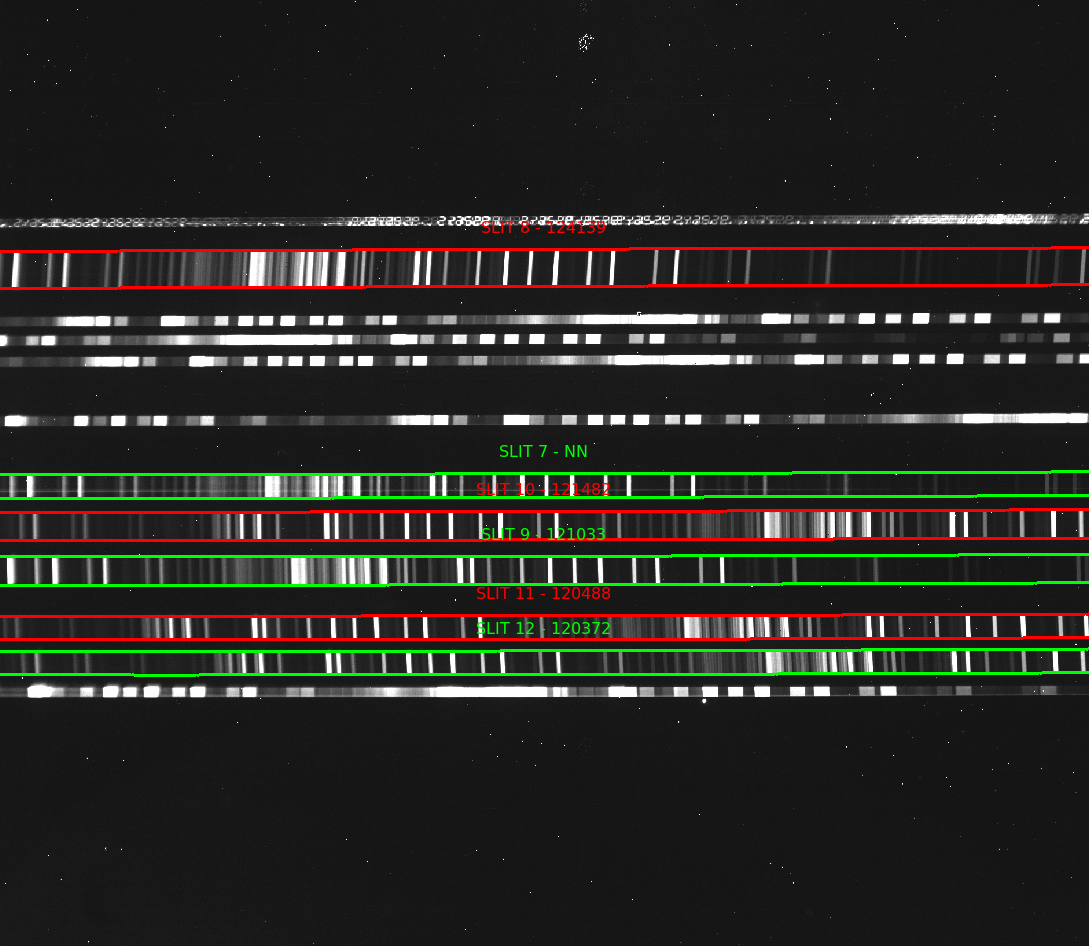 SLIT 8 - 124139
SLIT 7 - NN
SLIT 10 - 121482
SLIT 9 - 121033
SLIT 11 - 120488
SLIT 12 - 120372